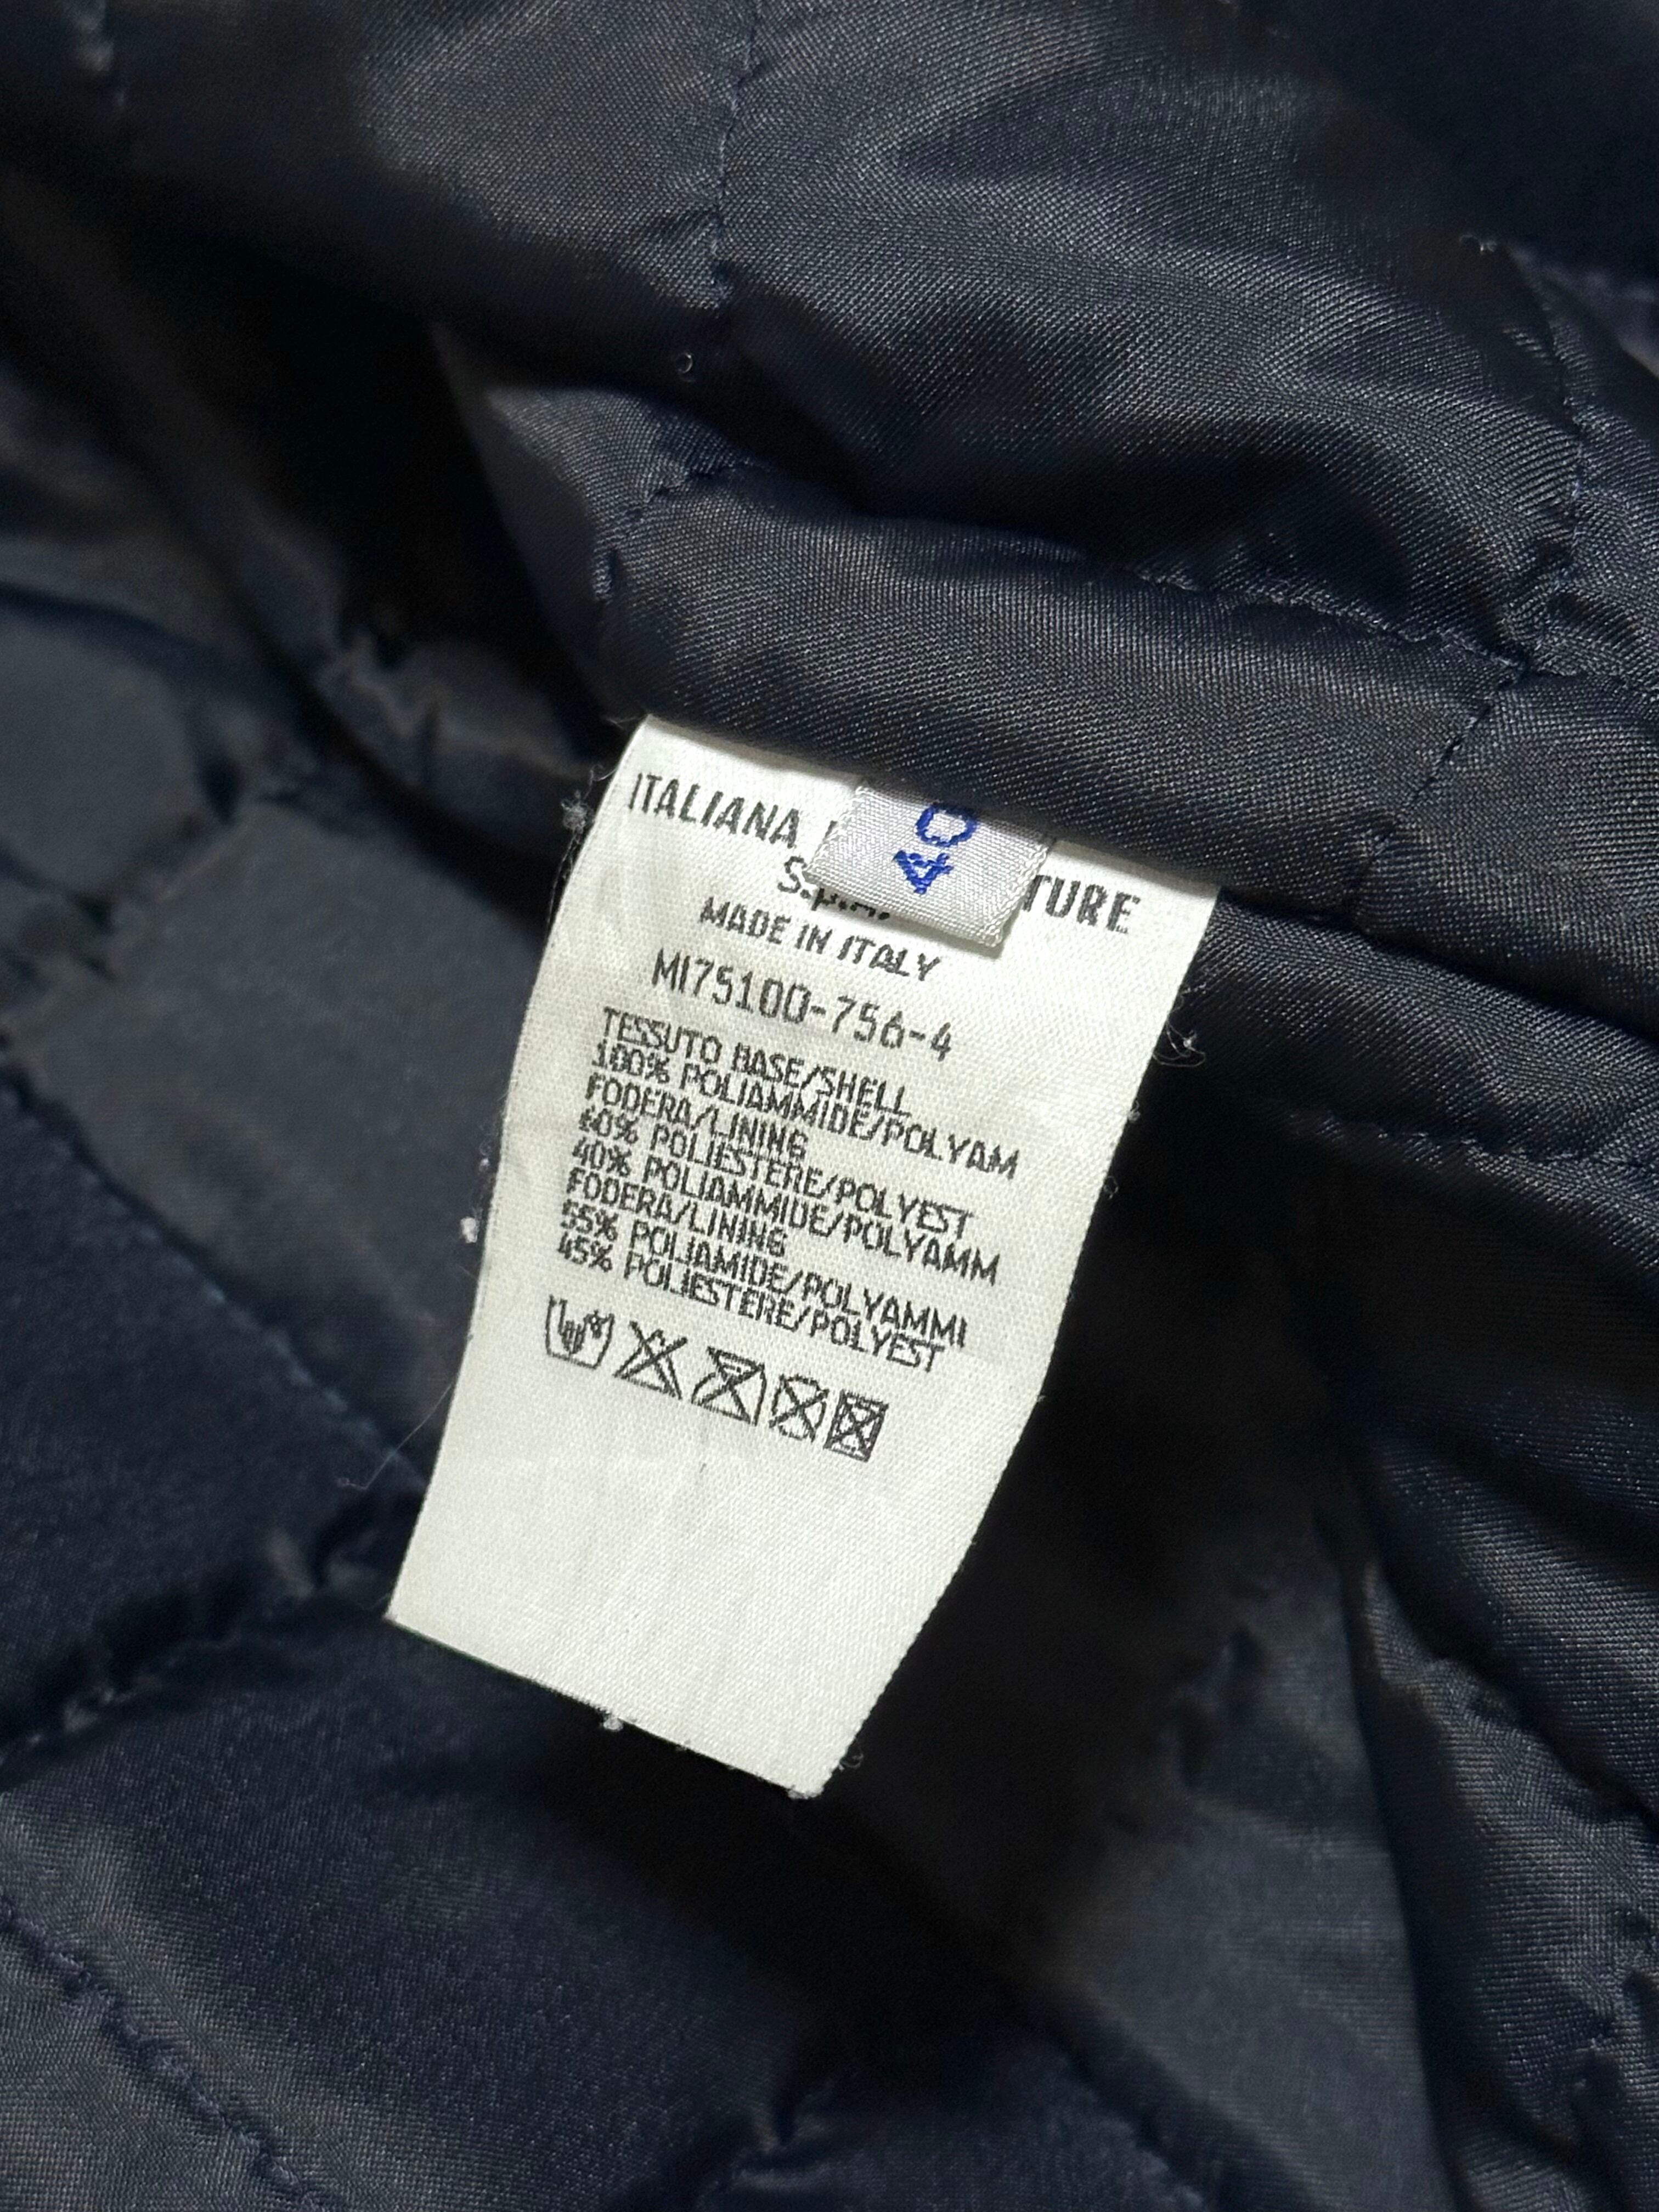 ITALIANA TURE
S.p.A.
04
MADE IN ITALY
MI75100-756-4
TESSUTO BASE/SHELL
100% POLIAMMIDE/POLYAM
FODERA/LINING
60% POLIESTERE/POLYEST
40% POLIAMMIDE/POLYAMM
FODERA/LINING
55% POLIAMIDE/POLYAMMI
45% POLIESTERE/POLYEST